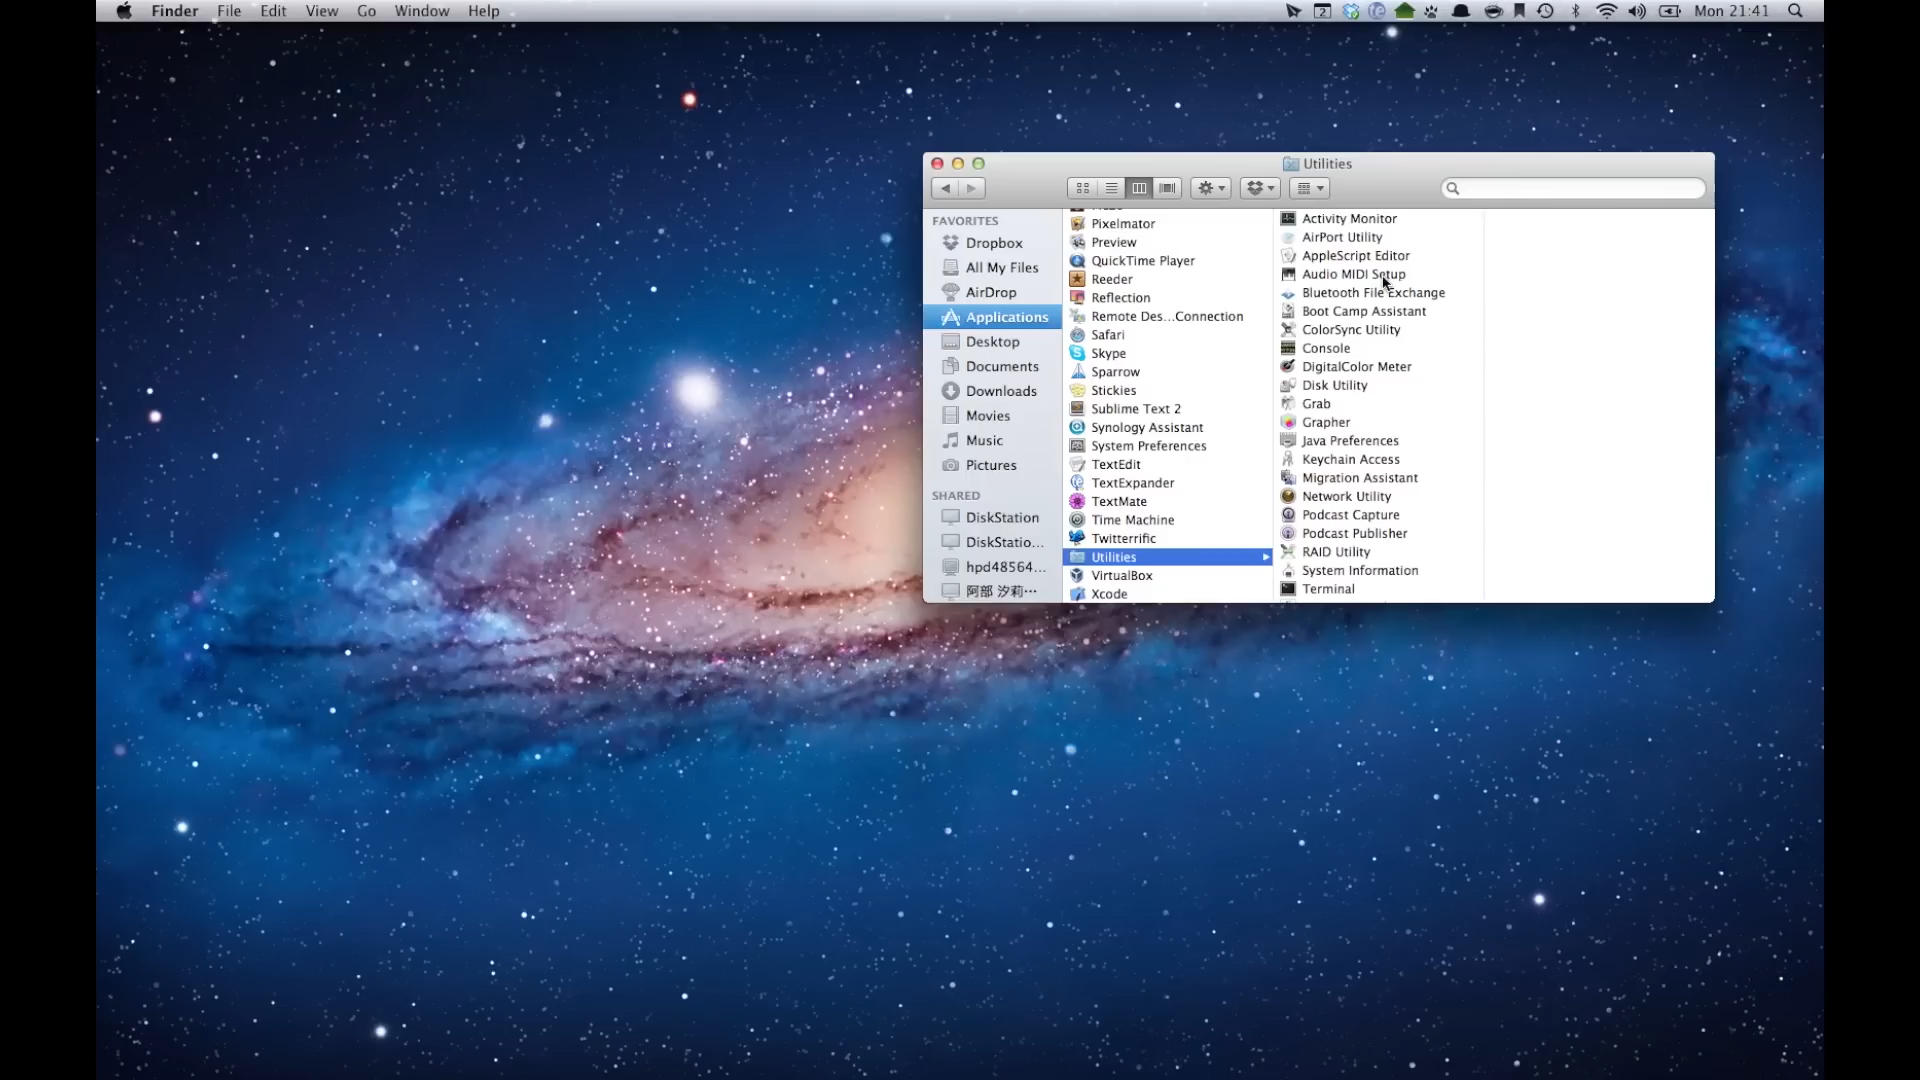 Finder File Edit View Go Window Help
2
Mon 21:41
Utilities
FAVORITES
Dropbox
All My Files
AirDrop
Applications
Desktop
Documents
Downloads
Movies
Music
Pictures
SHARED
DiskStation
DiskStatio...
hpd48564...
阿部 汐莉…
Pixelmator
Preview
QuickTime Player
Reeder
Reflection
Remote Des...Connection
Safari
Skype
Sparrow
Stickies
Sublime Text 2
Synology Assistant
System Preferences
TextEdit
TextExpander
TextMate
Time Machine
Twitterrific
Utilities
VirtualBox
Xcode
Activity Monitor
AirPort Utility
AppleScript Editor
Audio MIDI Setup
Bluetooth File Exchange
Boot Camp Assistant
ColorSync Utility
Console
DigitalColor Meter
Disk Utility
Grab
Grapher
Java Preferences
Keychain Access
Migration Assistant
Network Utility
Podcast Capture
Podcast Publisher
RAID Utility
System Information
Terminal